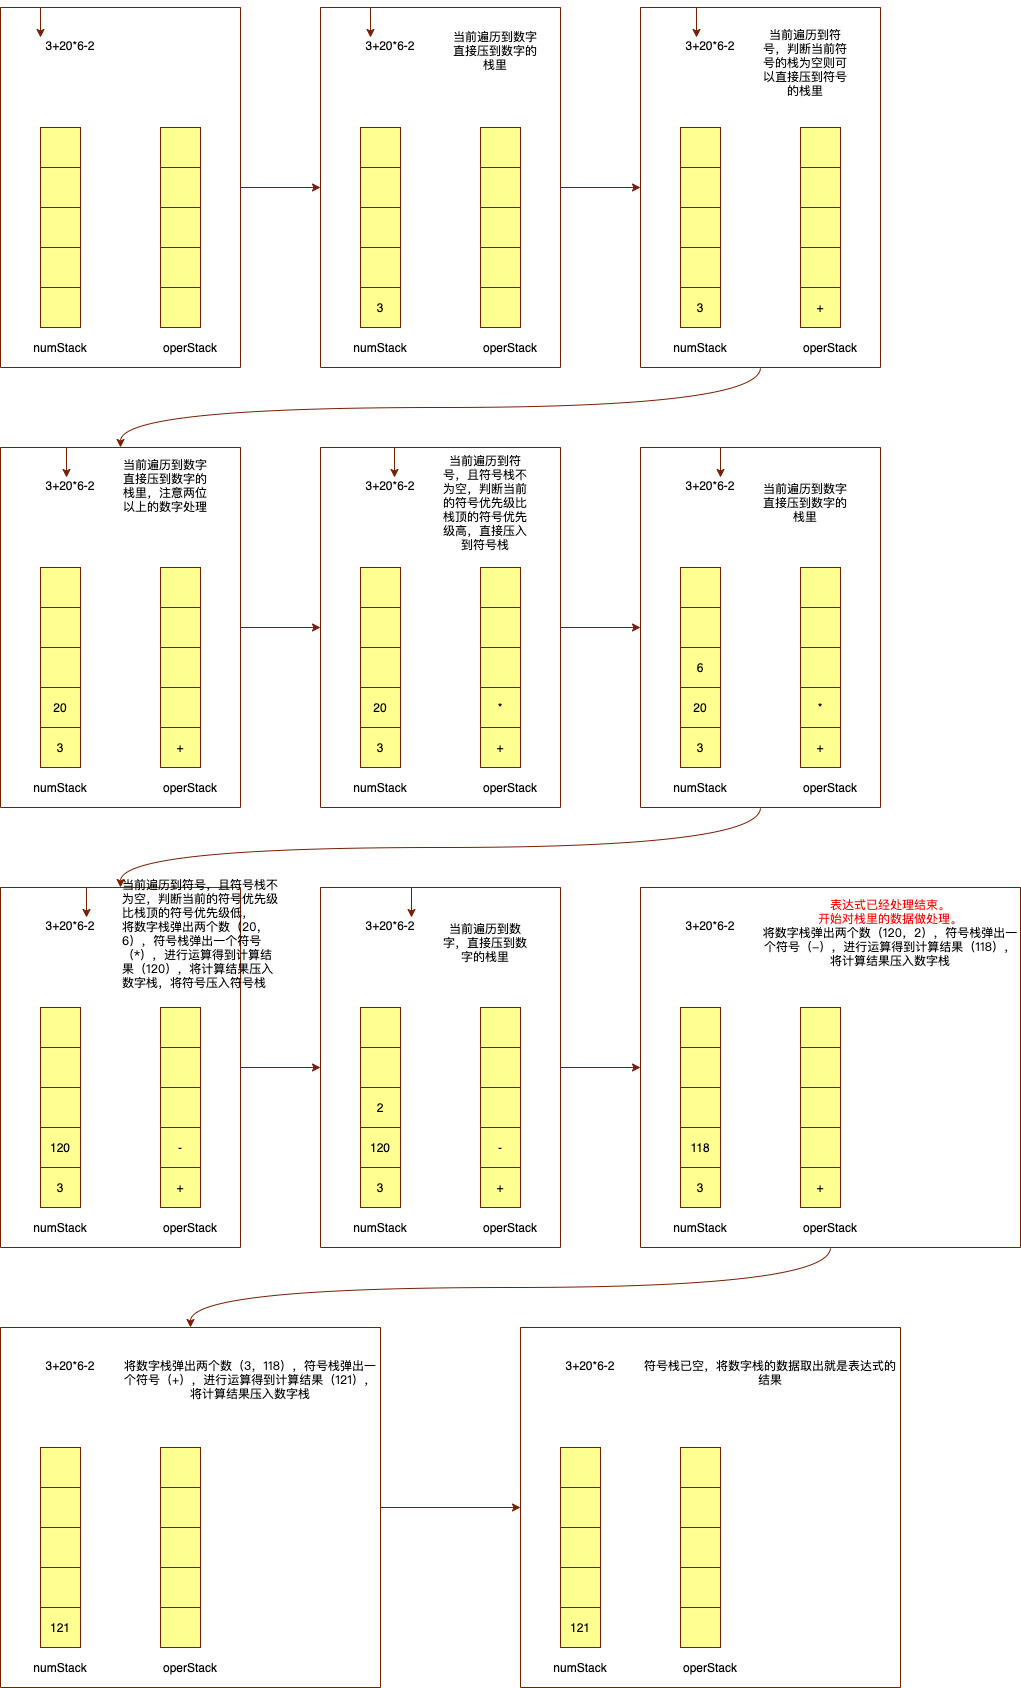 3+20*6-2
numStack
operStack
3+20*6-2
当前遍历到数字
直接压到数字的
栈里
3
numStack
operStack
3+20*6-2
当前遍历到符
号，判断当前符
号的栈为空则可
以直接压到符号
的栈里
3
+
numStack
operStack
3+20*6-2
当前遍历到数字
直接压到数字的
栈里，注意两位
以上的数字处理
20
3
+
numStack
operStack
3+20*6-2
当前遍历到符
号，且符号栈不
为空，判断当前
的符号优先级比
栈顶的符号优先
级高，直接压入
到符号栈
20
*
3
+
numStack
operStack
3+20*6-2
当前遍历到数字
直接压到数字的
栈里
6
20
*
3
+
numStack
operStack
3+20*6-2
当前遍历到符号，且符号栈不
为空，判断当前的符号优先级
比栈顶的符号优先级低，
将数字栈弹出两个数（20，
6），符号栈弹出一个符号
（*），进行运算得到计算结
果（120），将计算结果压入
数字栈，将符号压入符号栈
120
-
3
+
numStack
operStack
3+20*6-2
当前遍历到数
字，直接压到数
字的栈里
2
120
-
3
+
numStack
operStack
3+20*6-2
表达式已经处理结束。
开始对栈里的数据做处理。
将数字栈弹出两个数（120，2），符号栈弹出一
个符号（-），进行运算得到计算结果（118），
将计算结果压入数字栈
118
3
+
numStack
operStack
3+20*6-2
将数字栈弹出两个数（3，118），符号栈弹出一
个符号（+），进行运算得到计算结果（121），
将计算结果压入数字栈
121
numStack
operStack
3+20*6-2
符号栈已空，将数字栈的数据取出就是表达式的
结果
121
numStack
operStack